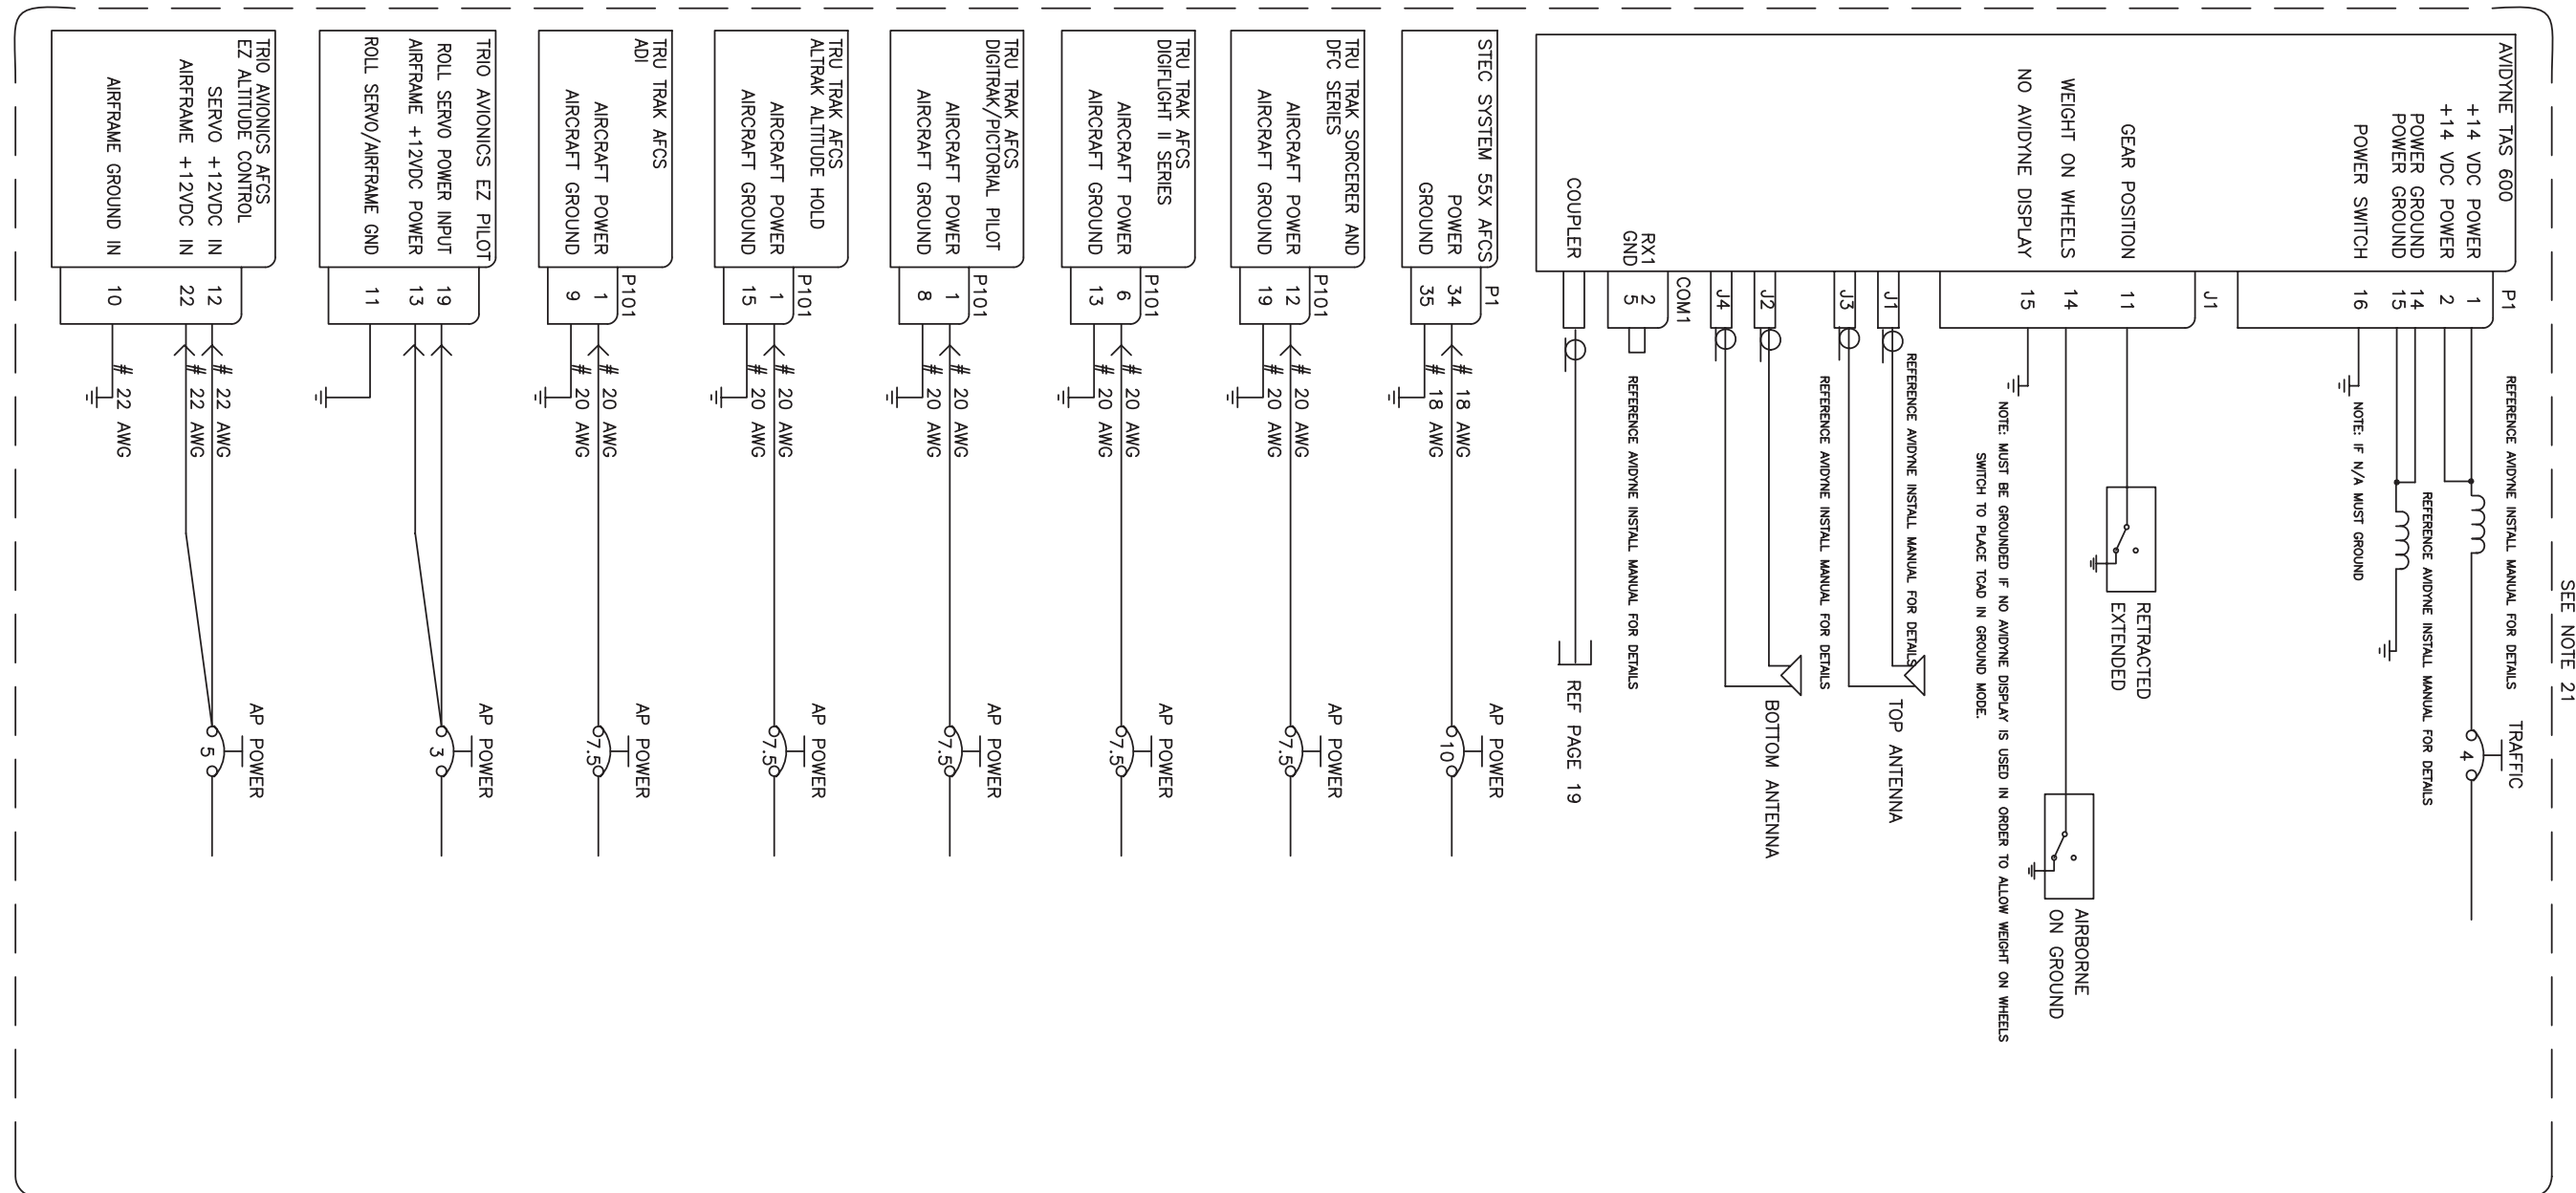 SEE NOTE 21
AVIDYNE TAS 600
P1
+14 VDC POWER 1
+14 VDC POWER 2
POWER GROUND 14
POWER GROUND 15
POWER SWITCH 16
REFERENCE AVIDYNE INSTALL MANUAL FOR DETAILS
TRAFFIC
4
REFERENCE AVIDYNE INSTALL MANUAL FOR DETAILS
NOTE: IF N/A MUST GROUND
J1
GEAR POSITION 11
RETRACTED
EXTENDED
WEIGHT ON WHEELS 14
AIRBORNE
ON GROUND
NO AVIDYNE DISPLAY 15
NOTE: MUST BE GROUNDED IF NO AVIDYNE DISPLAY IS USED IN ORDER TO ALLOW WEIGHT ON WHEELS
SWITCH TO PLACE TCAD IN GROUND MODE.
REFERENCE AVIDYNE INSTALL MANUAL FOR DETAILS
J1
TOP ANTENNA
J3
REFERENCE AVIDYNE INSTALL MANUAL FOR DETAILS
J2
BOTTOM ANTENNA
J4
COM1
RX1 2
GND 5
REFERENCE AVIDYNE INSTALL MANUAL FOR DETAILS
COUPLER
REF PAGE 19
STEC SYSTEM 55X AFCS
P1
POWER 34
# 18 AWG
GROUND 35
# 18 AWG
AP POWER
10
TRU TRAK SORCERER AND
DFC SERIES
P101
AIRCRAFT POWER 12
# 20 AWG
AIRCRAFT GROUND 19
# 20 AWG
AP POWER
7.5
TRU TRAK AFCS
DIGIFLIGHT II SERIES
P101
AIRCRAFT POWER 6
# 20 AWG
AIRCRAFT GROUND 13
# 20 AWG
AP POWER
7.5
TRU TRAK AFCS
DIGITRAK/PICTORIAL PILOT
P101
AIRCRAFT POWER 1
# 20 AWG
AIRCRAFT GROUND 8
# 20 AWG
AP POWER
7.5
TRU TRAK AFCS
ALTRAK ALTITUDE HOLD
P101
AIRCRAFT POWER 1
# 20 AWG
AIRCRAFT GROUND 15
# 20 AWG
AP POWER
7.5
TRU TRAK AFCS
ADI
P101
AIRCRAFT POWER 1
# 20 AWG
AIRCRAFT GROUND 9
# 20 AWG
AP POWER
7.5
TRIO AVIONICS EZ PILOT
ROLL SERVO POWER INPUT 19
AIRFRAME +12VDC POWER 13
ROLL SERVO/AIRFRAME GND 11
AP POWER
3
TRIO AVIONICS AFCS
EZ ALTITUDE CONTROL
SERVO +12VDC IN 12
# 22 AWG
AIRFRAME +12VDC IN 22
# 22 AWG
AIRFRAME GROUND IN 10
# 22 AWG
AP POWER
5